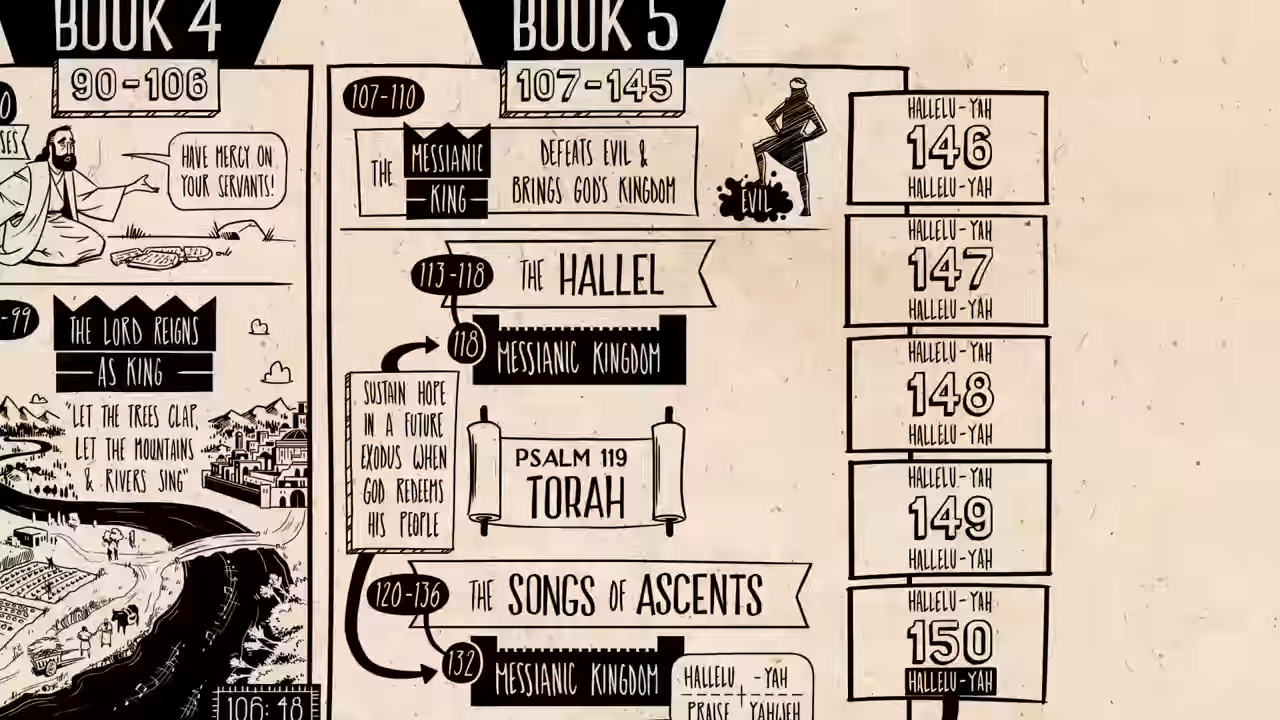 BOOK 4
90-106
HAVE MERCY ON
YOUR SERVANTS!
-99
THE LORD REIGNS
AS KING
"LET THE TREES CLAP,
LET THE MOUNTAINS
& RIVERS SING"
106:48
BOOK 5
107-145
107-110
THE
MESSIANIC
KING
DEFEATS EVIL &
BRINGS GOD'S KINGDOM
EVIL
113-118
THE HALLEL
118
MESSIANIC KINGDOM
SUSTAIN HOPE
IN A FUTURE
EXODUS WHEN
GOD REDEEMS
HIS PEOPLE
PSALM 119
TORAH
120-136
THE SONGS OF ASCENTS
132
MESSIANIC KINGDOM
HALLELU -YAH
PRAISE YAHWEH
HALLELU-YAH
146
HALLELU-YAH
HALLELU-YAH
147
HALLELU-YAH
HALLELU-YAH
148
HALLELU-YAH
HALLELU-YAH
149
HALLELU-YAH
HALLELU-YAH
150
HALLELU-YAH